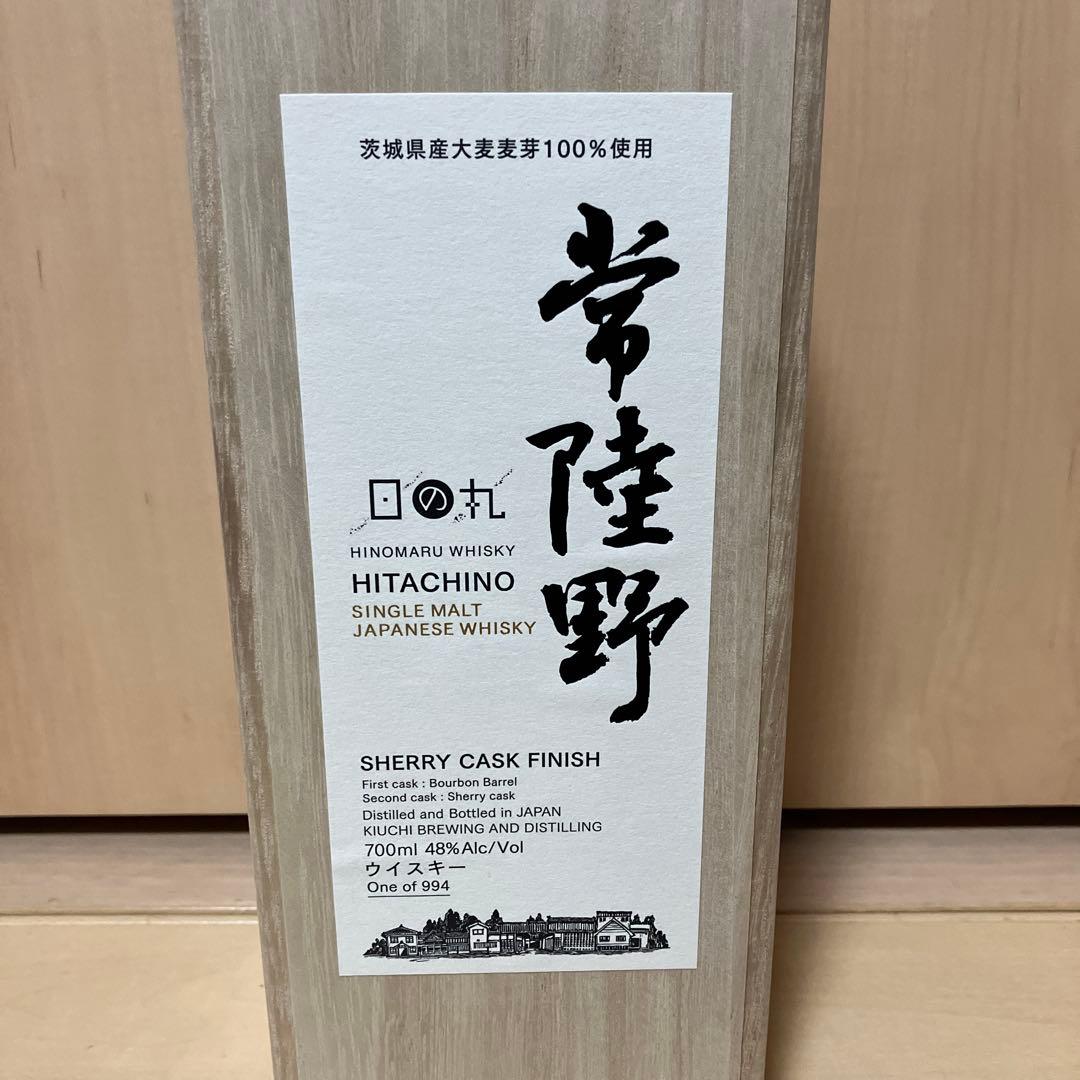 茨城県産大麦麦芽100%使用
常陸野
日の丸
HINOMARU WHISKY
HITACHINO
SINGLE MALT
JAPANESE WHISKY
SHERRY CASK FINISH
First cask : Bourbon Barrel
Second cask : Sherry cask
Distilled and Bottled in JAPAN
KIUCHI BREWING AND DISTILLING
700ml 48%Alc/Vol
ウイスキー
One of 994